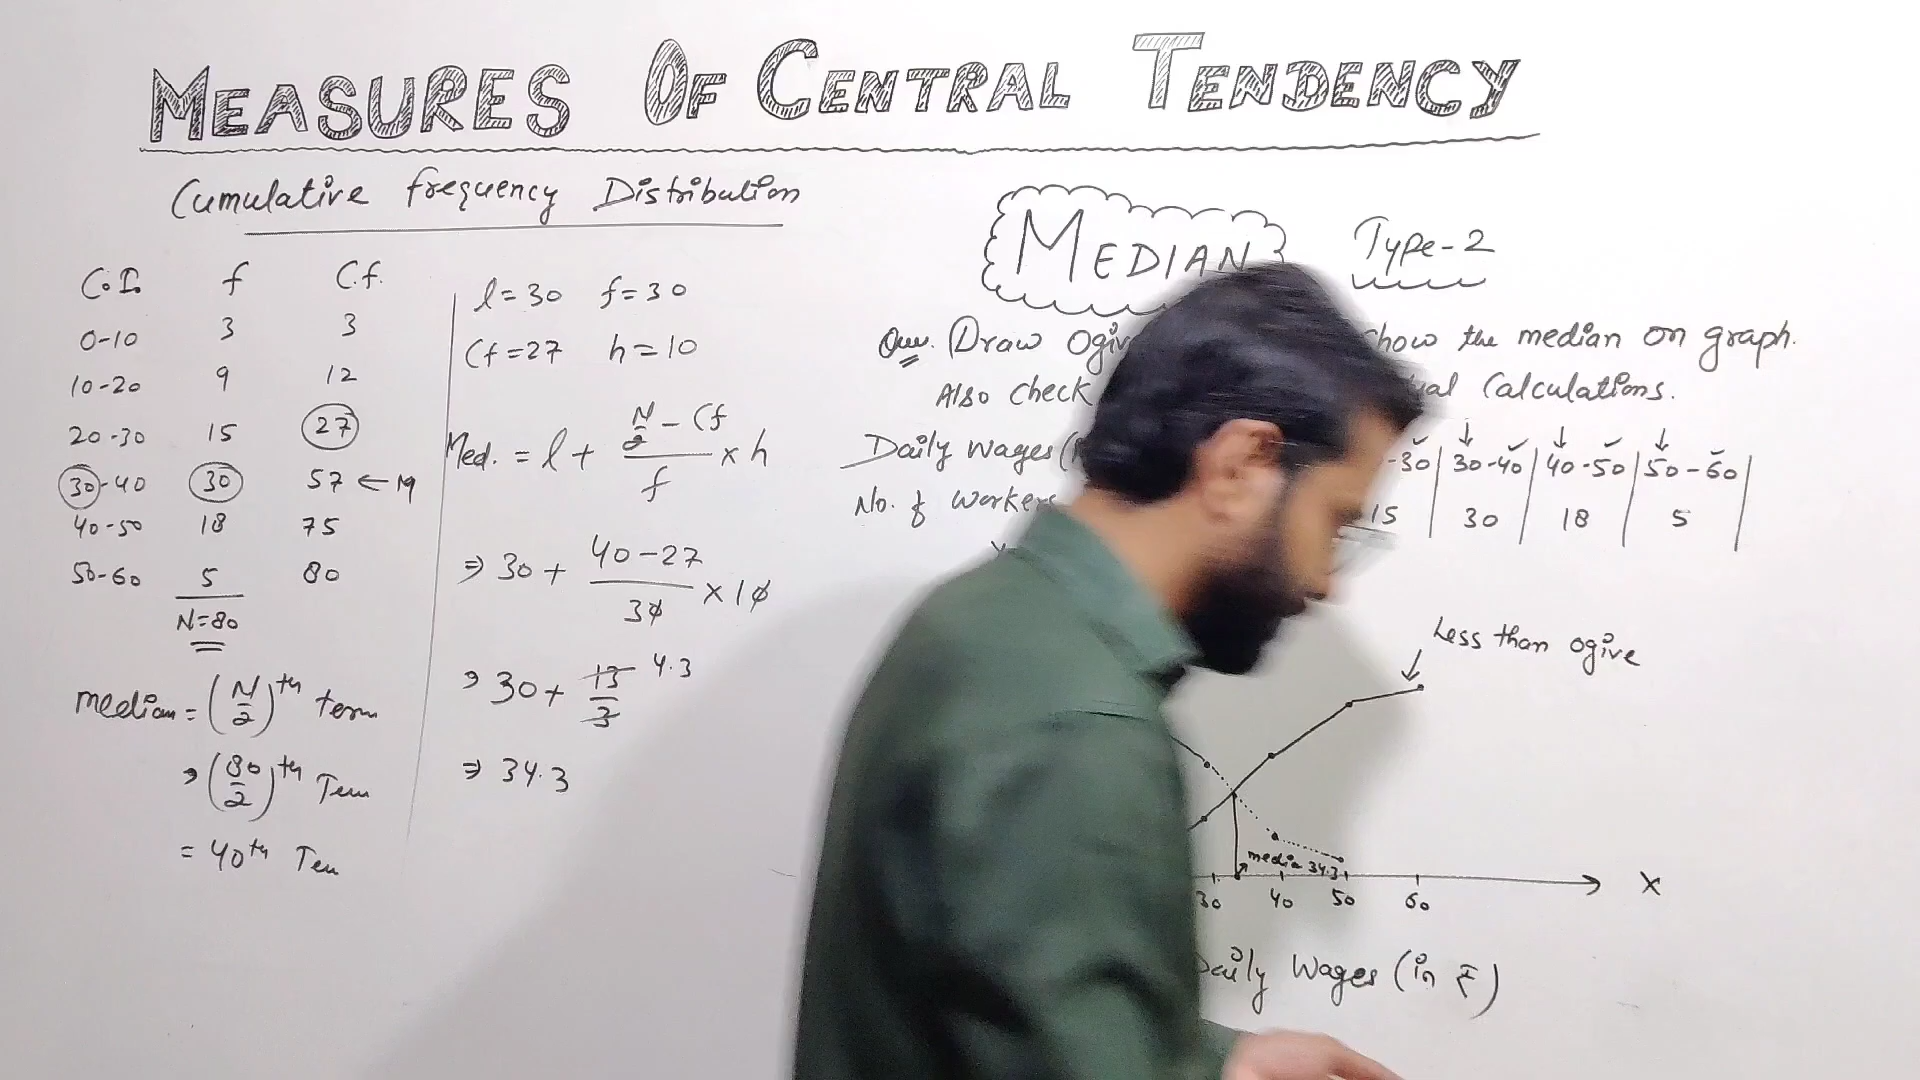 MEASURES OF CENTRAL TENDENCY
Cumulative frequency Distribution
C.I. f C.f.
0-10 3 3
10-20 9 12
20-30 15 27
30-40 30 57 ← M
40-50 18 75
50-60 5 80
N=80
median = (N/2)th term
⇒ (80/2)th Term
= 40th Term
l=30 f=30
Cf=27 h=10
Med. = l + (N/2 - Cf)/f × h
⇒ 30 + (40-27)/30 × 10
⇒ 30 + 13/3 4.3
⇒ 34.3
MEDIAN Type-2
Que. Draw how the median on graph.
Also check Calculations.
Daily Wages -30 | 30-40 | 40-50 | 50-60
No. of Workers 15 | 30 | 18 | 5
Less than ogive
media 34.3
30 40 50 60 X
Daily Wages (in ₹)